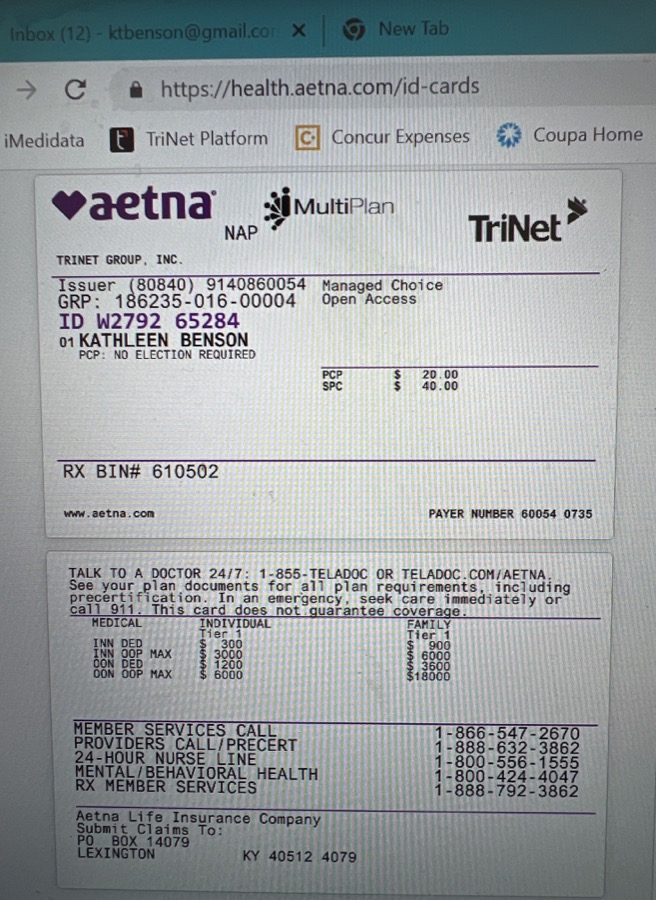 Inbox (12) - ktbenson@gmail.co
New Tab
https://health.aetna.com/id-cards
iMedidata
TriNet Platform
Concur Expenses
Coupa Home
aetna
NAP
MultiPlan
TriNet
TRINET GROUP, INC.
Issuer (80840) 9140860054 Managed Choice
GRP: 186235-016-00004 Open Access
ID W2792 65284
01 KATHLEEN BENSON
PCP: NO ELECTION REQUIRED
PCP $ 20.00
SPC $ 40.00
RX BIN# 610502
www.aetna.com PAYER NUMBER 60054 0735
TALK TO A DOCTOR 24/7: 1-855-TELADOC OR TELADOC.COM/AETNA.
See your plan documents for all plan requirements, including
precertification. In an emergency, seek care immediately or
call 911. This card does not guarantee coverage.
MEDICAL INDIVIDUAL FAMILY
Tier 1 Tier 1
INN DED $ 300 $ 900
INN OOP MAX $ 3000 $ 6000
OON DED $ 1200 $ 3600
OON OOP MAX $ 6000 $18000
MEMBER SERVICES CALL 1-866-547-2670
PROVIDERS CALL/PRECERT 1-888-632-3862
24-HOUR NURSE LINE 1-800-556-1555
MENTAL/BEHAVIORAL HEALTH 1-800-424-4047
RX MEMBER SERVICES 1-888-792-3862
Aetna Life Insurance Company
Submit Claims To:
PO BOX 14079
LEXINGTON KY 40512 4079